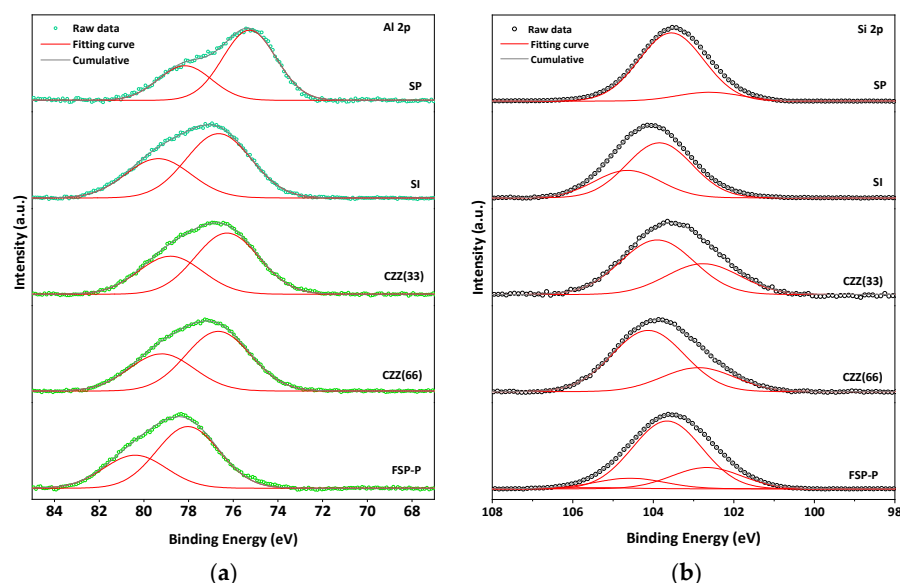 Raw data
Fitting curve
Cumulative
Al 2p
SP
SI
CZZ(33)
CZZ(66)
FSP-P
Intensity (a.u.)
85 84 82 80 78 76 74 72 70 68
Binding Energy (eV)
(a)
Raw data
Fitting curve
Cumulative
Si 2p
SP
SI
CZZ(33)
CZZ(66)
FSP-P
Intensity (a.u.)
108 106 104 102 100 98
Binding Energy (eV)
(b)